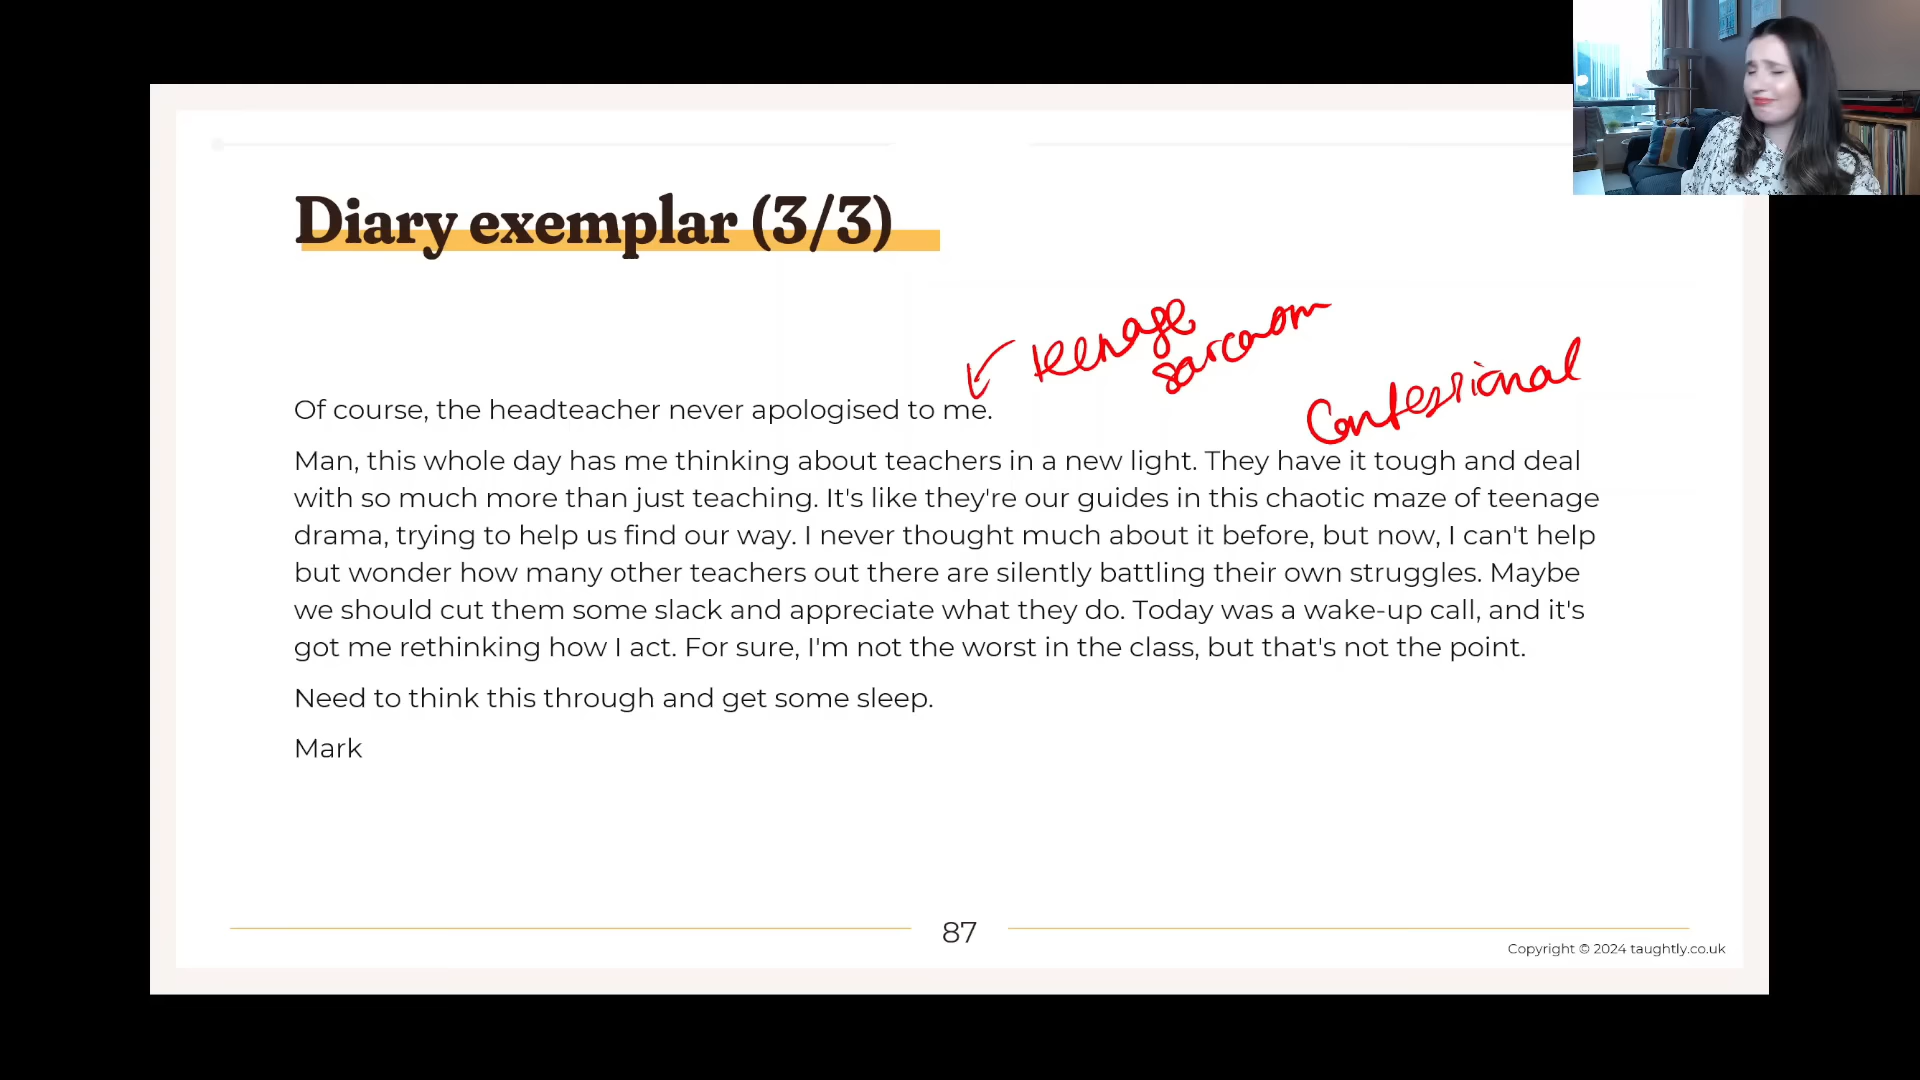 Diary exemplar (3/3)
teenage
sarcasm
Confessional
Of course, the headteacher never apologised to me.
Man, this whole day has me thinking about teachers in a new light. They have it tough and deal
with so much more than just teaching. It's like they're our guides in this chaotic maze of teenage
drama, trying to help us find our way. I never thought much about it before, but now, I can't help
but wonder how many other teachers out there are silently battling their own struggles. Maybe
we should cut them some slack and appreciate what they do. Today was a wake-up call, and it's
got me rethinking how I act. For sure, I'm not the worst in the class, but that's not the point.
Need to think this through and get some sleep.
Mark
87
Copyright © 2024 taughtly.co.uk